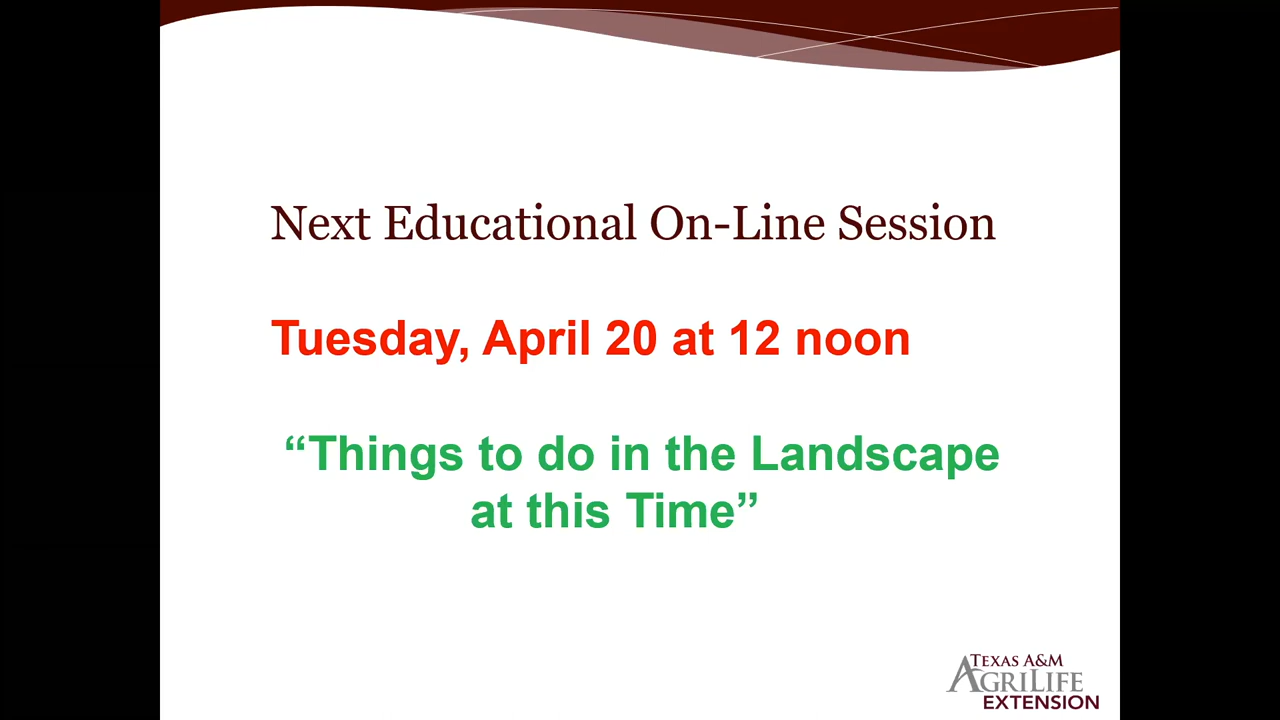 Next Educational On-Line Session
Tuesday, April 20 at 12 noon
“Things to do in the Landscape
at this Time”
TEXAS A&M
AGRILIFE
EXTENSION